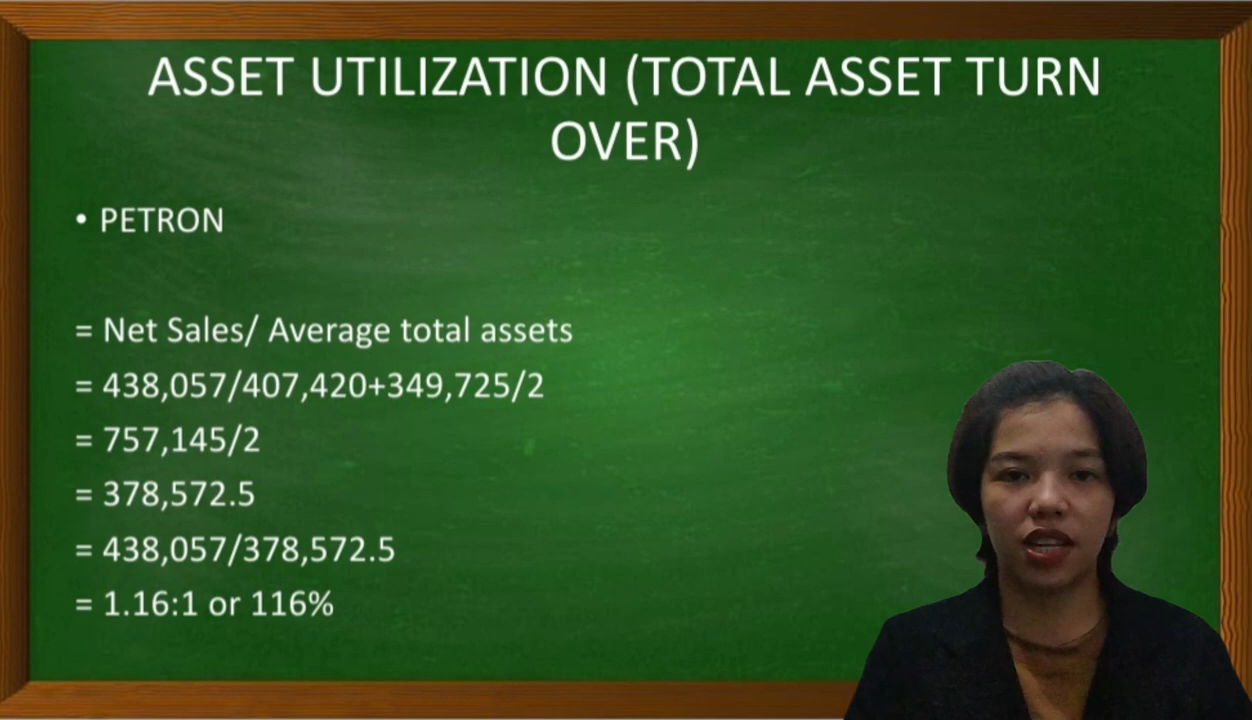 ASSET UTILIZATION (TOTAL ASSET TURN
OVER)
• PETRON
= Net Sales/ Average total assets
= 438,057/407,420+349,725/2
= 757,145/2
= 378,572.5
= 438,057/378,572.5
= 1.16:1 or 116%